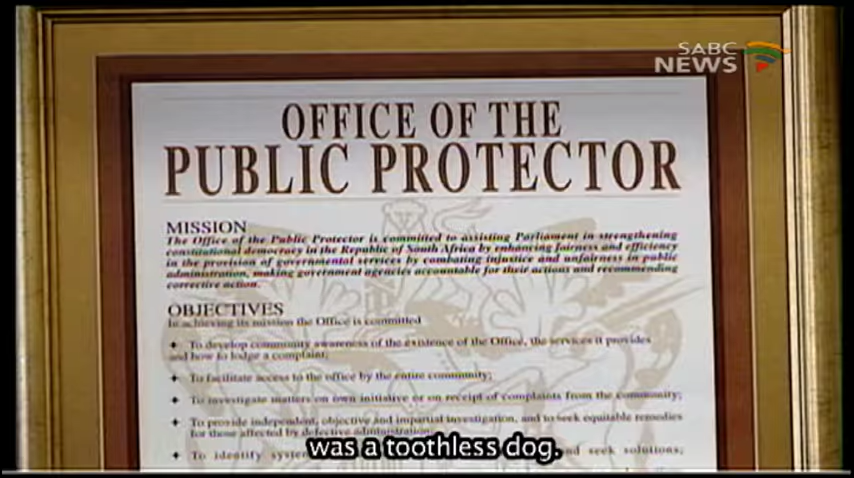 SABC
NEWS
OFFICE OF THE
PUBLIC PROTECTOR
MISSION
The Office of the Public Protector is committed to assisting Parliament in strengthening
constitutional democracy in the Republic of South Africa by enhancing fairness and efficiency
in the provision of governmental services by combating injustice and unfairness in public
administration, making government agencies accountable for their actions and recommending
corrective action.
OBJECTIVES
In achieving its mission the Office is committed
To develop community awareness of the existence of the Office, the services it provides
and how to lodge a complaint;
To facilitate access to the office by the entire community;
To investigate matters on own initiative or on receipt of complaints from the community;
To provide independent, objective and impartial investigation, and to seek equitable remedies
for those affected by defective administration
To identify and seek solutions;
was a toothless dog.